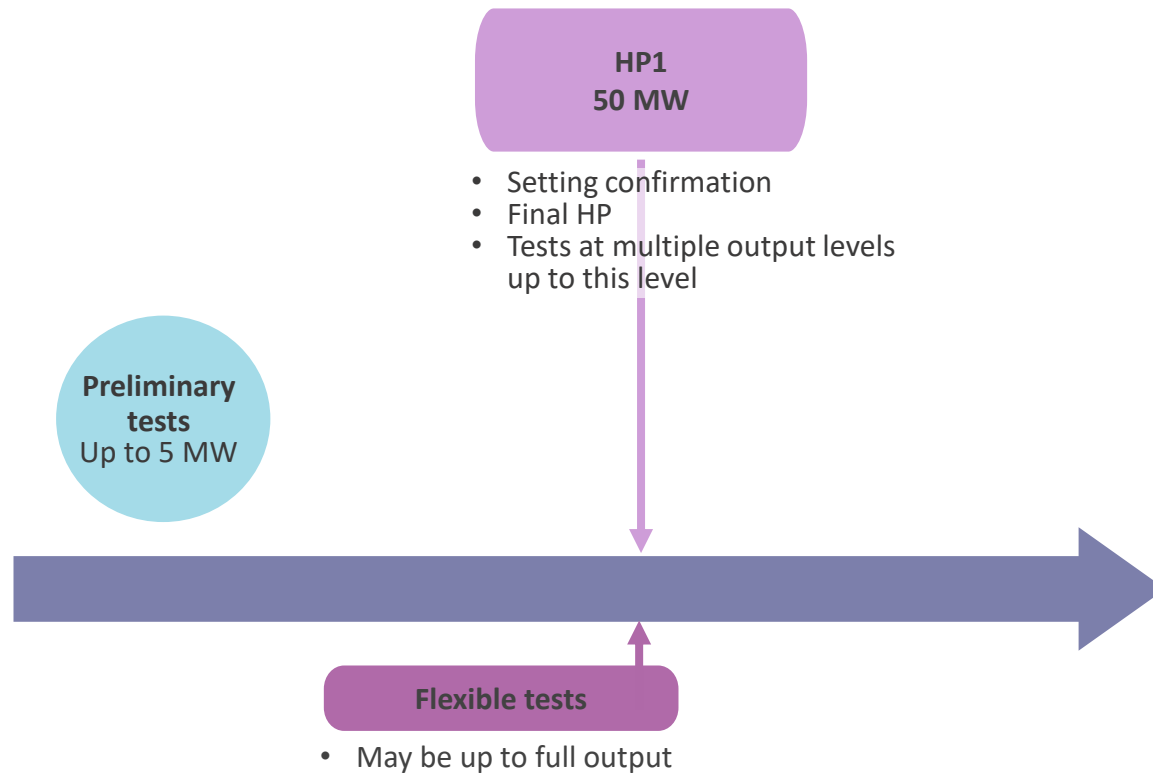 HP1
50 MW
• Setting confirmation
• Final HP
• Tests at multiple output levels
up to this level
Preliminary
tests
Up to 5 MW
Flexible tests
• May be up to full output